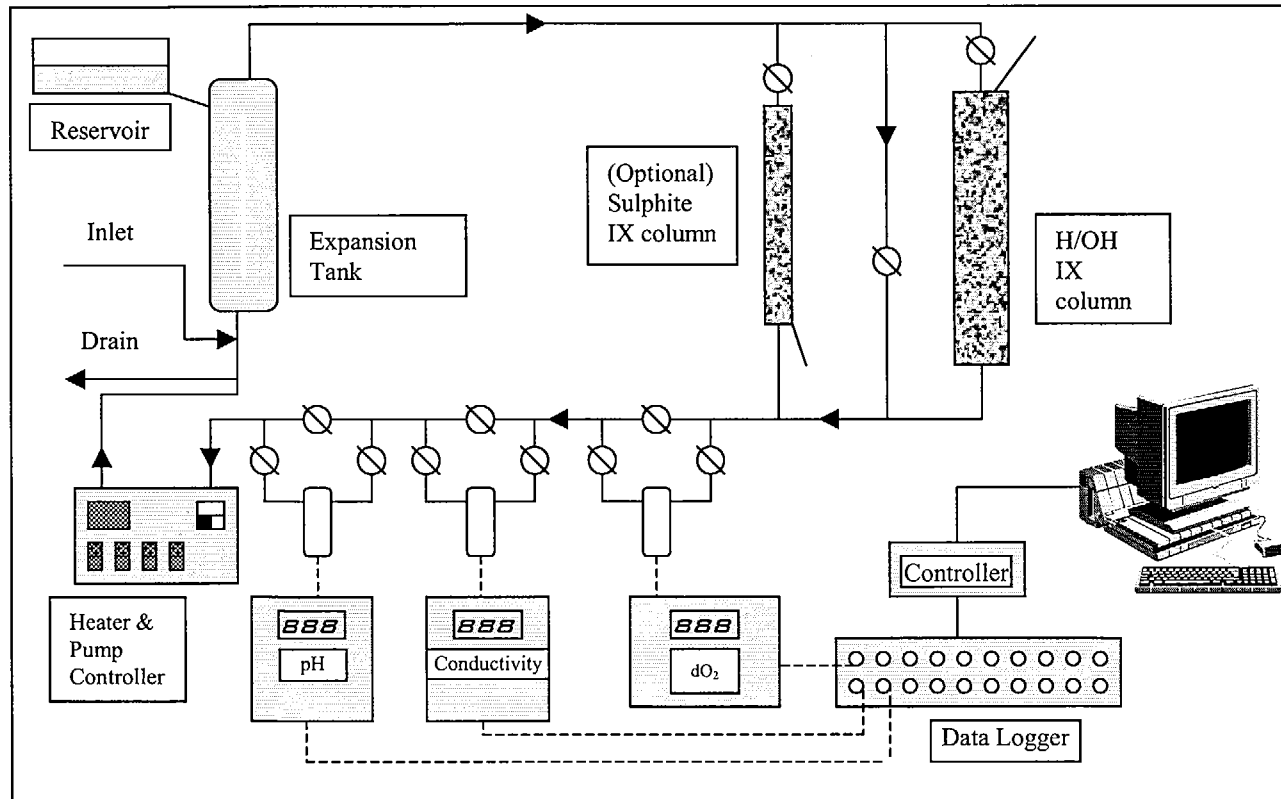 Reservoir
(Optional)
Sulphite
IX column
H/OH
IX
column
Inlet
Expansion
Tank
Drain
Controller
Heater &
Pump
Controller
888
pH
888
Conductivity
888
dO₂
Data Logger